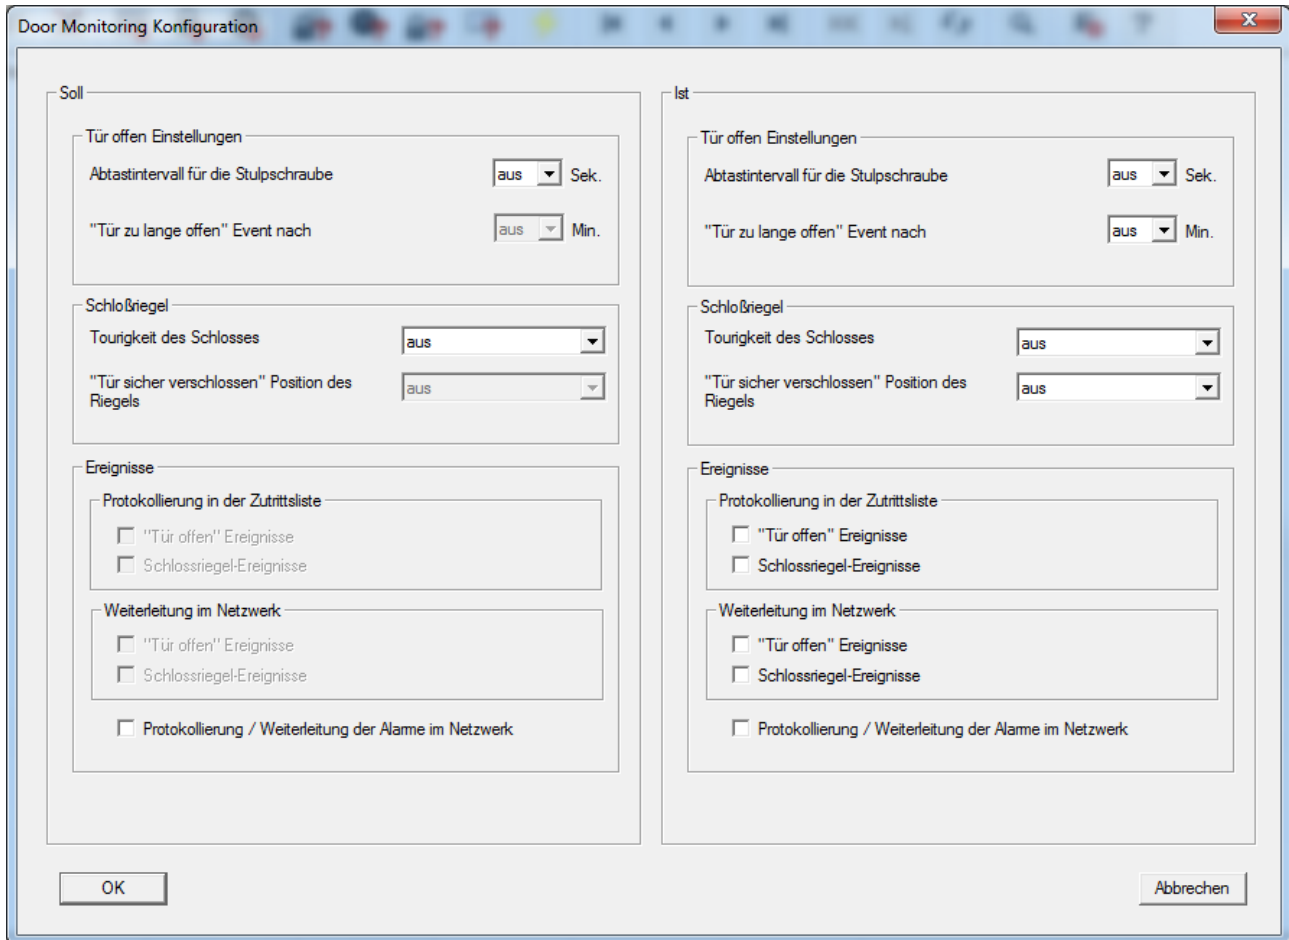 Door Monitoring Konfiguration
Soll
Tür offen Einstellungen
Abtastintervall für die Stulpschraube
aus
Sek.
"Tür zu lange offen" Event nach
aus
Min.
Schloßriegel
Tourigkeit des Schlosses
aus
"Tür sicher verschlossen" Position des
Riegels
aus
Ereignisse
Protokollierung in der Zutrittsliste
"Tür offen" Ereignisse
Schlossriegel-Ereignisse
Weiterleitung im Netzwerk
"Tür offen" Ereignisse
Schlossriegel-Ereignisse
Protokollierung / Weiterleitung der Alarme im Netzwerk
Ist
Tür offen Einstellungen
Abtastintervall für die Stulpschraube
aus
Sek.
"Tür zu lange offen" Event nach
aus
Min.
Schloßriegel
Tourigkeit des Schlosses
aus
"Tür sicher verschlossen" Position des
Riegels
aus
Ereignisse
Protokollierung in der Zutrittsliste
"Tür offen" Ereignisse
Schlossriegel-Ereignisse
Weiterleitung im Netzwerk
"Tür offen" Ereignisse
Schlossriegel-Ereignisse
Protokollierung / Weiterleitung der Alarme im Netzwerk
OK
Abbrechen